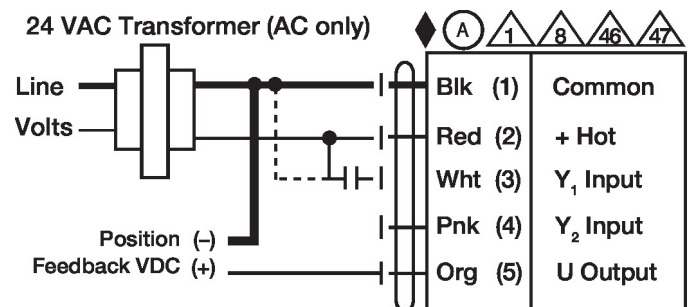 24 VAC Transformer (AC only)
A 1 8 46 47
Line
Volts
Blk (1) Common
Red (2) + Hot
Wht (3) Y₁ Input
Pnk (4) Y₂ Input
Org (5) U Output
Position (–)
Feedback VDC (+)